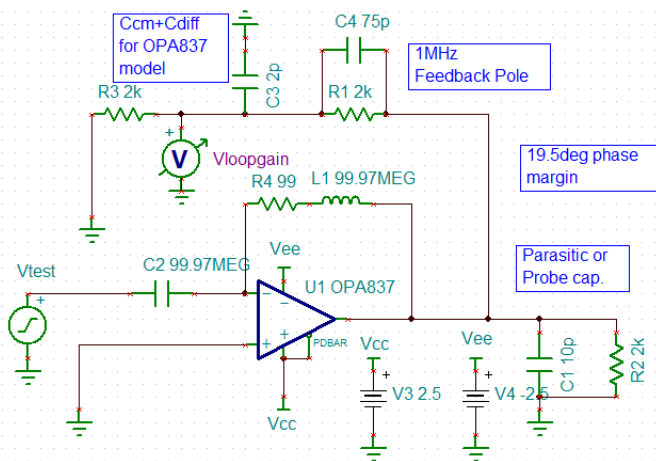 Ccm+Cdiff
for OPA837
model
C4 75p
1MHz
Feedback Pole
R3 2k
C3 2p
R1 2k
+
V
Vloopgain
19.5deg phase
margin
R4 99
L1 99.97MEG
Parasitic or
Probe cap.
Vee
Vtest
C2 99.97MEG
U1 OPA837
+
-
-
+
+
PDBAR
Vcc
Vee
+
+
V3 2.5
V4 -2.5
C1 10p
R2 2k
Vcc